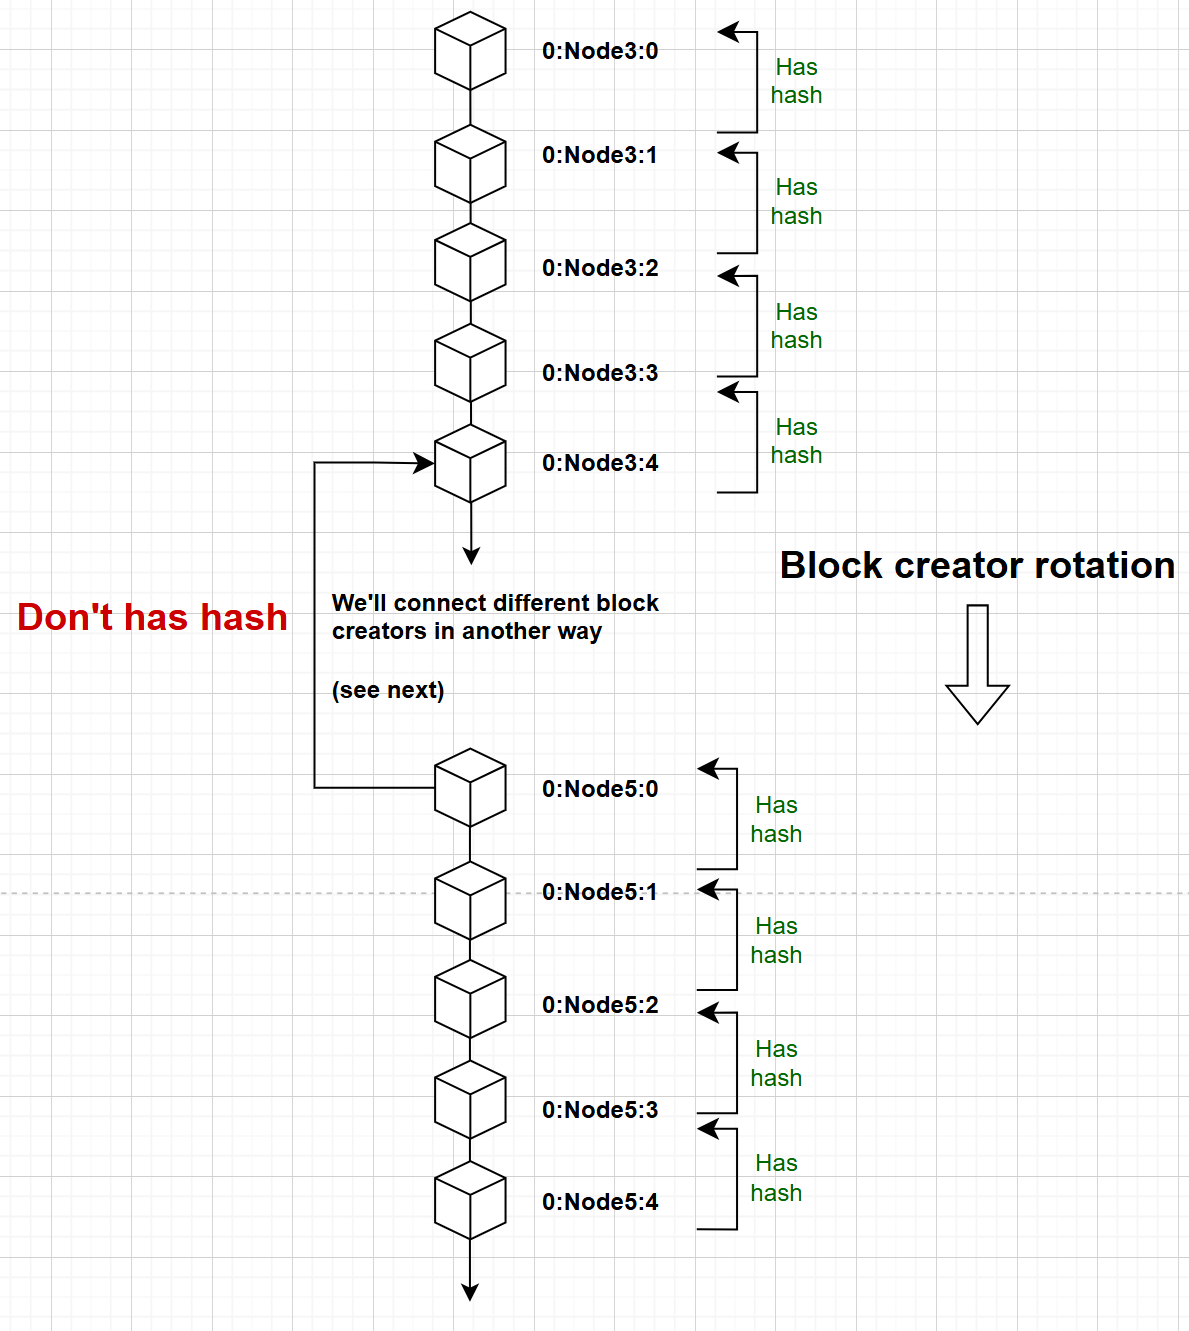 0:Node3:0
Has
hash
0:Node3:1
Has
hash
0:Node3:2
Has
hash
0:Node3:3
Has
hash
0:Node3:4
Block creator rotation
Don't has hash
We'll connect different block
creators in another way
(see next)
0:Node5:0
Has
hash
0:Node5:1
Has
hash
0:Node5:2
Has
hash
0:Node5:3
Has
hash
0:Node5:4